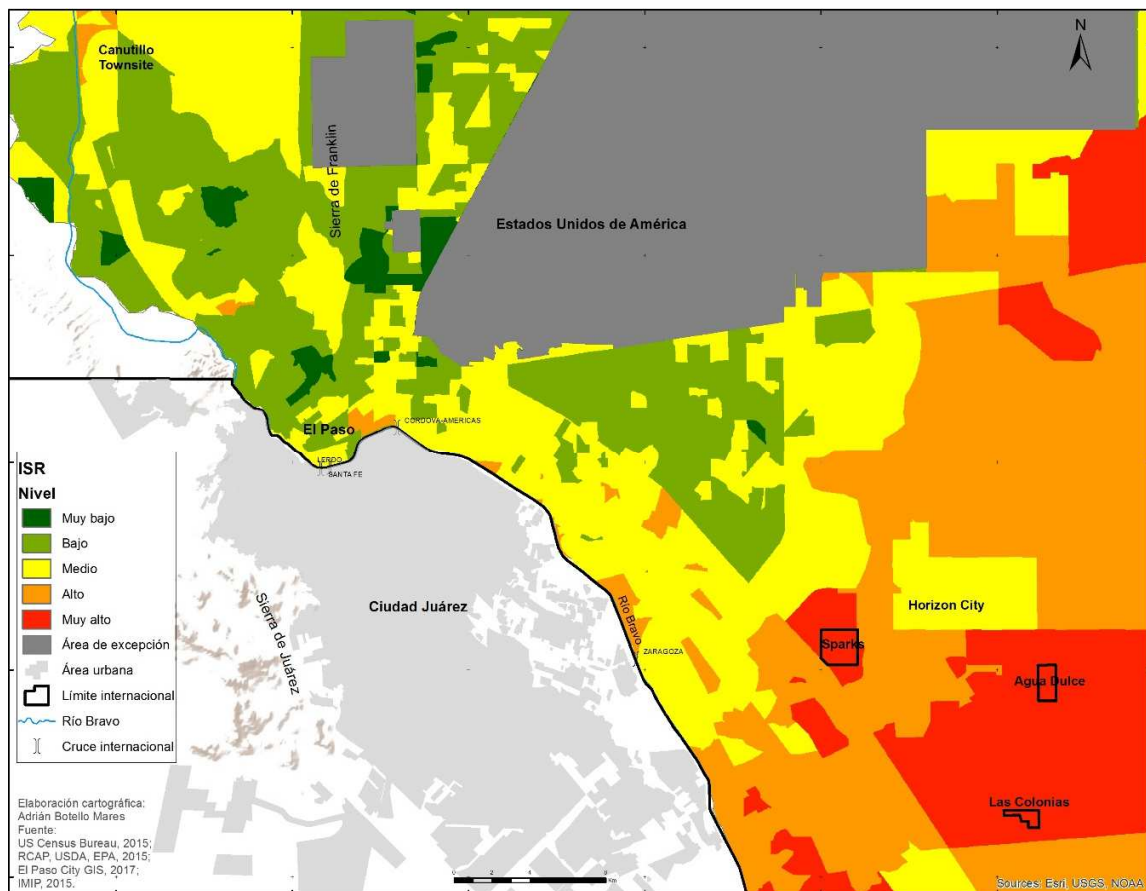 N
Canutillo
Townsite
Sierra de Franklin
Estados Unidos de América
El Paso
CORDOVA-AMERICAS
LERDO
SANTA FE
Ciudad Juárez
Sierra de Juárez
Río Bravo
ZARAGOZA
Horizon City
Sparks
Agua Dulce
Las Colonias
ISR
Nivel
Muy bajo
Bajo
Medio
Alto
Muy alto
Área de excepción
Área urbana
Límite internacional
Río Bravo
Cruce internacional
Elaboración cartográfica:
Adrián Botello Mares
Fuente:
US Census Bureau, 2015;
RCAP, USDA, EPA, 2015;
El Paso City GIS, 2017;
IMIP, 2015.
Sources: Esri, USGS, NOAA